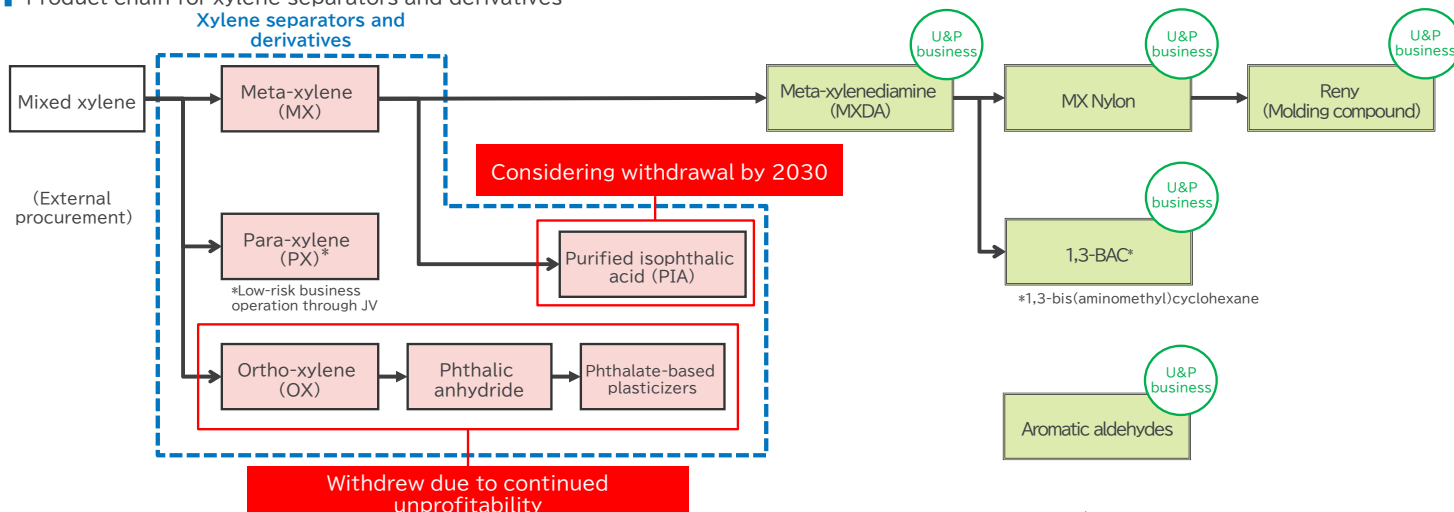 Product chain for xylene separators and derivatives
Xylene separators and
derivatives
U&P
business
U&P
business
U&P
business
Mixed xylene
Meta-xylene
(MX)
Meta-xylenediamine
(MXDA)
MX Nylon
Reny
(Molding compound)
Considering withdrawal by 2030
(External
procurement)
U&P
business
Para-xylene
(PX)*
*Low-risk business
operation through JV
Purified isophthalic
acid (PIA)
1,3-BAC*
*1,3-bis(aminomethyl)cyclohexane
Ortho-xylene
(OX)
Phthalic
anhydride
Phthalate-based
plasticizers
U&P
business
Aromatic aldehydes
Withdrew due to continued
unprofitability